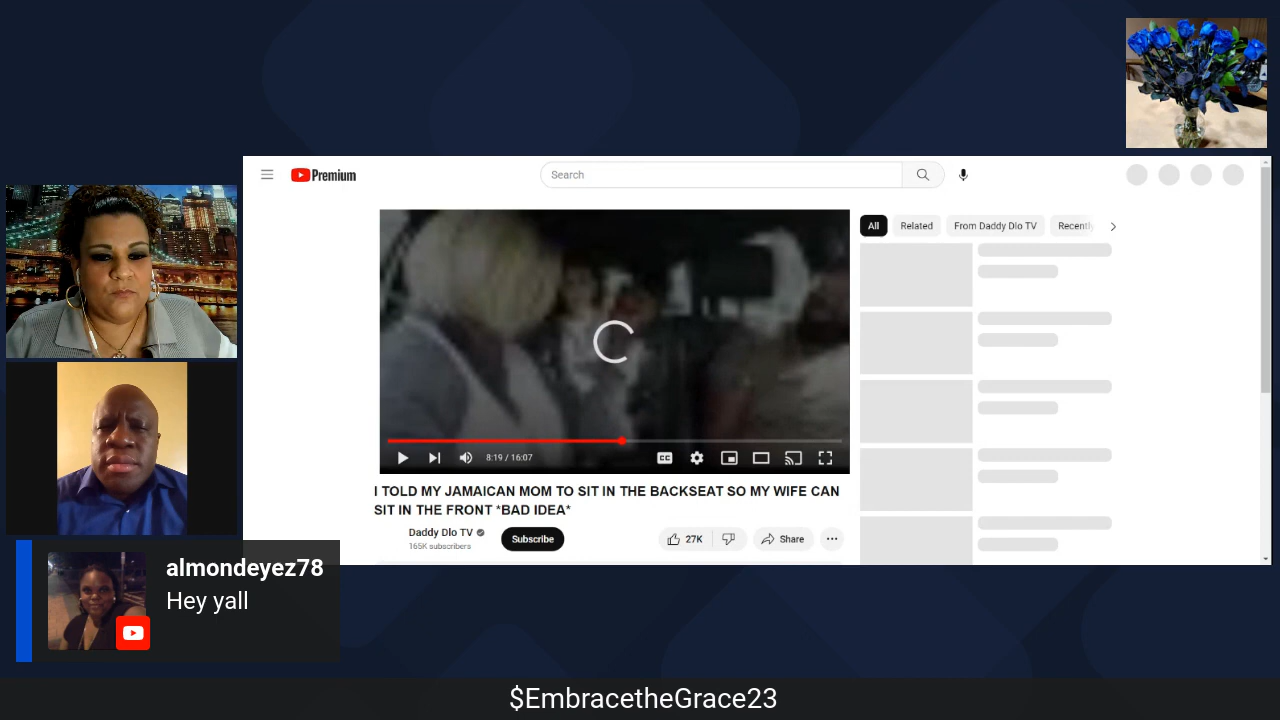 Premium
Search
All
Related
From Daddy Dlo TV
Recently
8:19 / 16:07
CC
I TOLD MY JAMAICAN MOM TO SIT IN THE BACKSEAT SO MY WIFE CAN
SIT IN THE FRONT *BAD IDEA*
Daddy Dlo TV
165K subscribers
Subscribe
27K
Share
almondeyez78
Hey yall
$EmbracetheGrace23